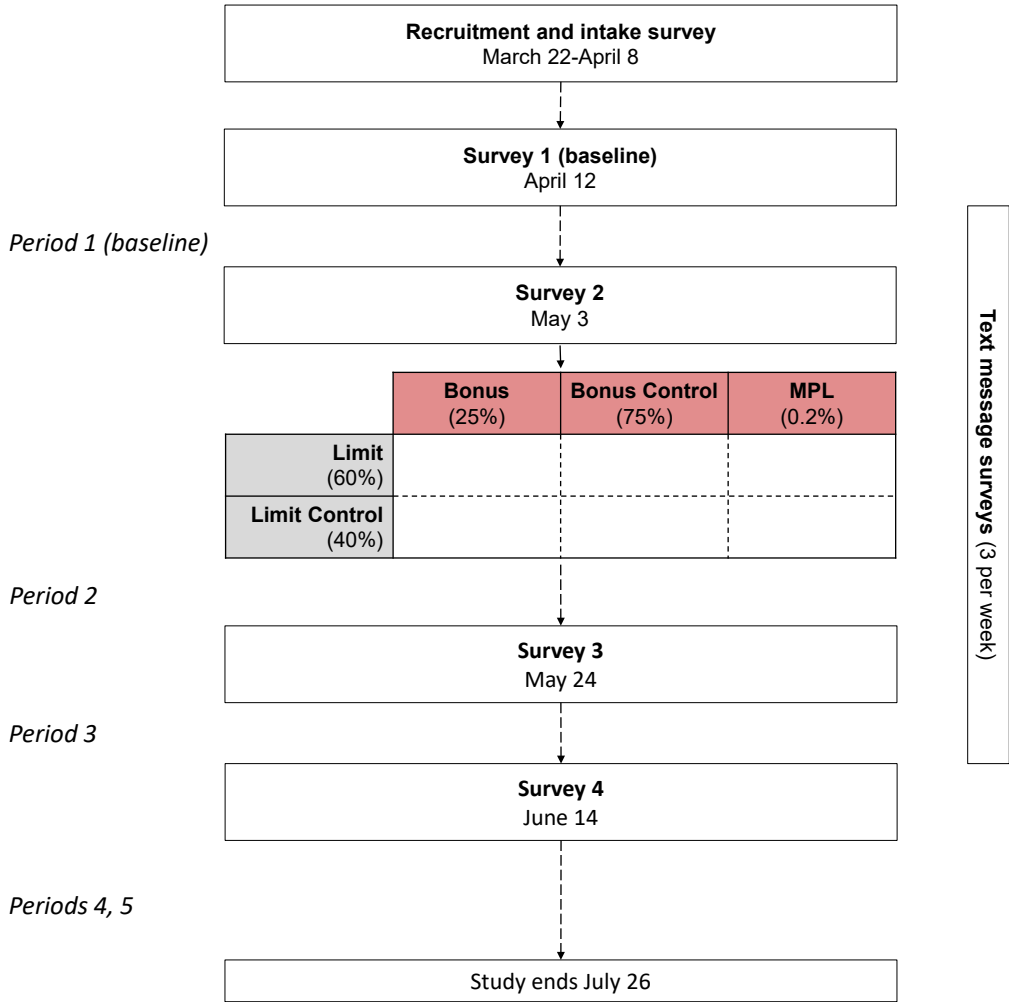 Recruitment and intake survey
March 22-April 8
Survey 1 (baseline)
April 12
Period 1 (baseline)
Survey 2
May 3
Bonus
(25%)
Bonus Control
(75%)
MPL
(0.2%)
Limit
(60%)
Limit Control
(40%)
Period 2
Survey 3
May 24
Period 3
Survey 4
June 14
Periods 4, 5
Study ends July 26
Text message surveys (3 per week)